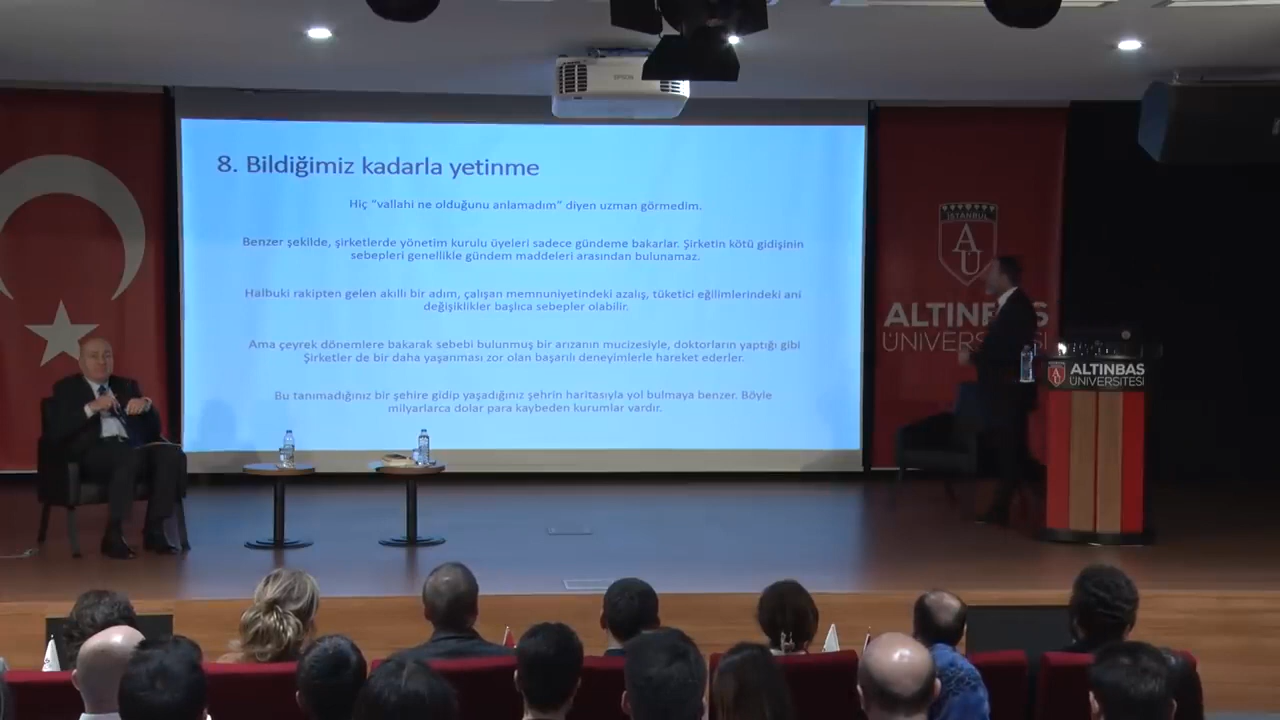 EPSON
8. Bildiğimiz kadarla yetinme
Hiç "vallahi ne olduğunu anlamadım" diyen uzman görmedim.
Benzer şekilde, şirketlerde yönetim kurulu üyeleri sadece gündeme bakarlar. Şirketin kötü gidişinin
sebepleri genellikle gündem maddeleri arasından bulunamaz.
Halbuki rakipten gelen akıllı bir adım, çalışan memnuniyetindeki azalış, tüketici eğilimlerindeki ani
değişiklikler başlıca sebepler olabilir.
Ama çeyrek dönemlere bakarak sebebi bulunmuş bir arızanın mucizesiyle, doktorların yaptığı gibi
Şirketler de bir daha yaşanması zor olan başarılı deneyimlerle hareket ederler.
Bu tanımadığınız bir şehire gidip yaşadığınız şehrin haritasıyla yol bulmaya benzer. Böyle
milyarlarca dolar para kaybeden kurumlar vardır.
İSTANBUL
AU
ALTINBAŞ
ÜNİVERSİTESİ
ALTINBAŞ
ÜNİVERSİTESİ